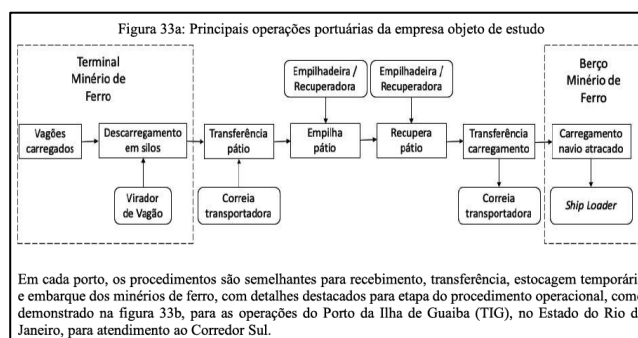 Figura 33a: Principais operações portuárias da empresa objeto de estudo
Terminal
Minério de
Ferro
Empilhadeira /
Recuperadora
Empilhadeira /
Recuperadora
Berço
Minério de
Ferro
Vagões
carregados
Descarregamento
em silos
Transferência
pátio
Empilha
pátio
Recupera
pátio
Transferência
carregamento
Carregamento
navio atracado
Virador
de Vagão
Correia
transportadora
Correia
transportadora
Ship Loader
Em cada porto, os procedimentos são semelhantes para recebimento, transferência, estocagem temporári
e embarque dos minérios de ferro, com detalhes destacados para etapa do procedimento operacional, como
demonstrado na figura 33b, para as operações do Porto da Ilha de Guaiba (TIG), no Estado do Rio d
Janeiro, para atendimento ao Corredor Sul.